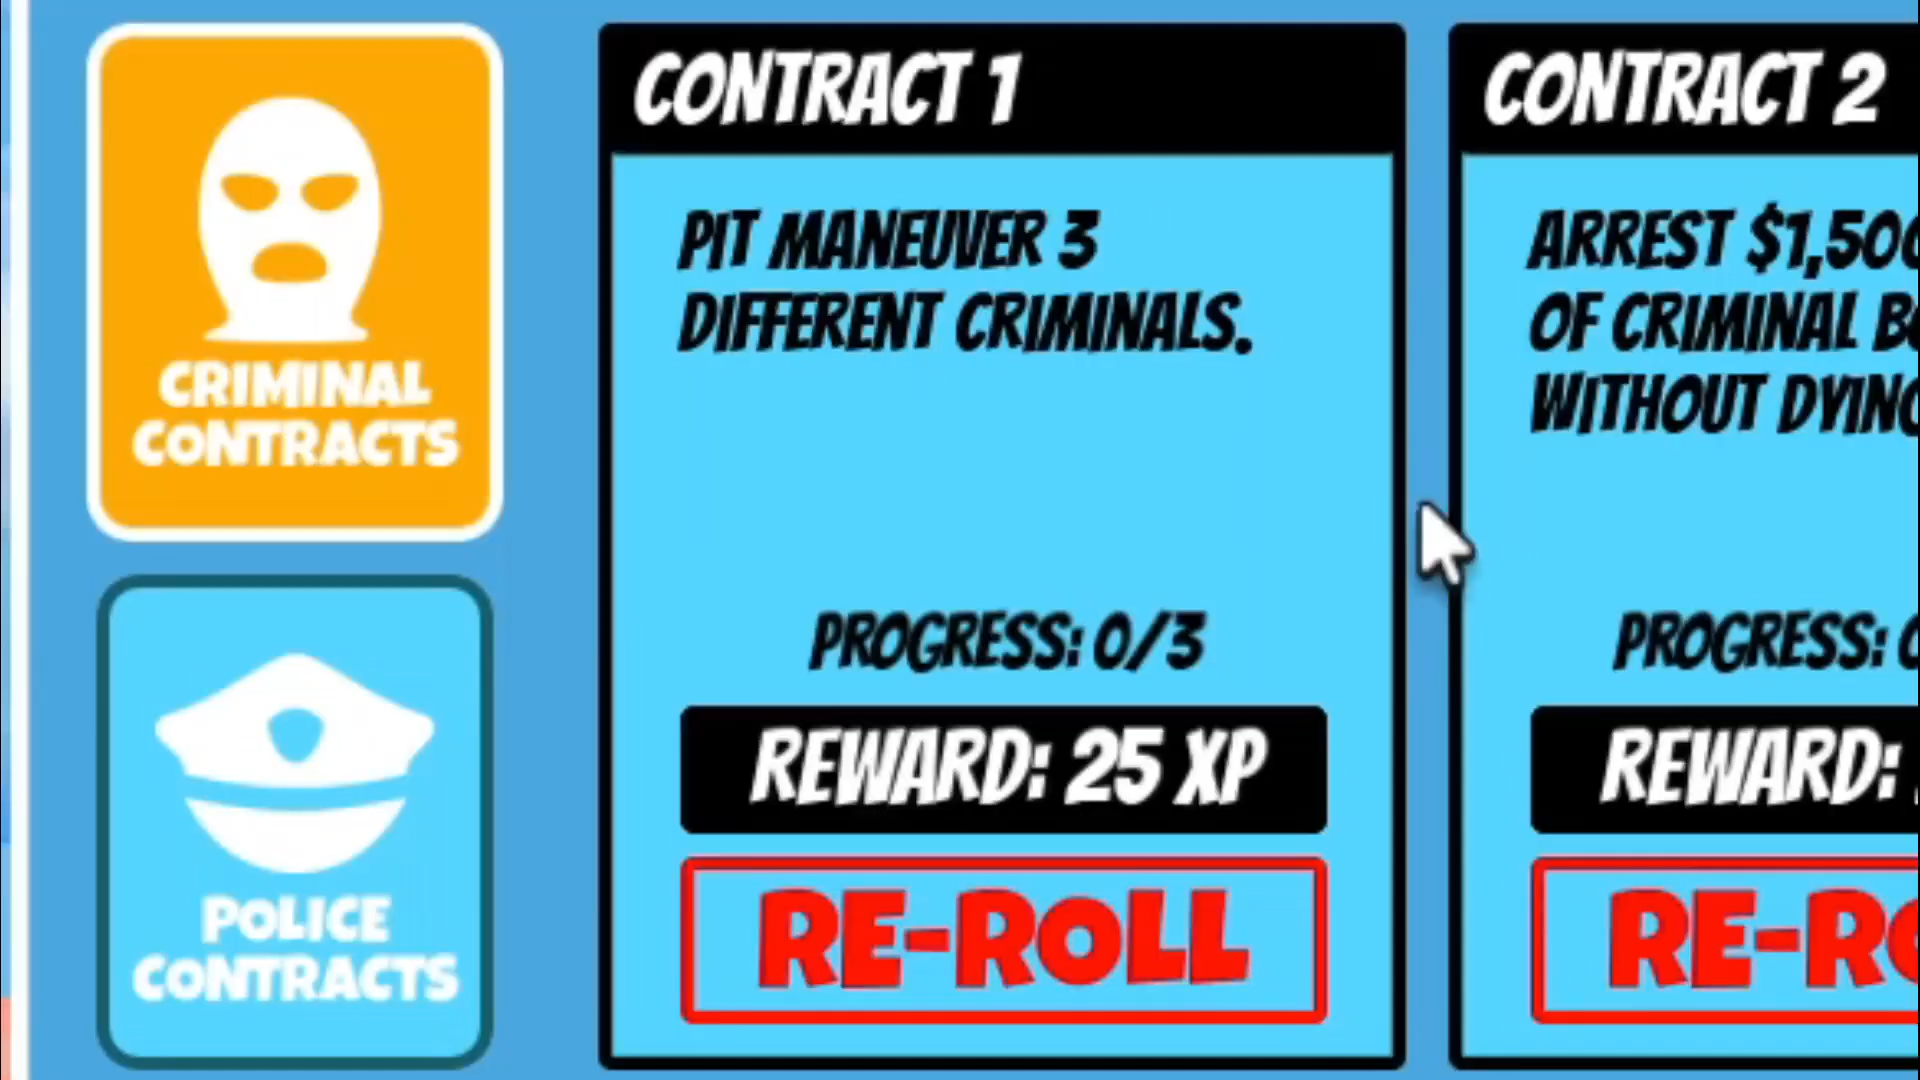 CRIMINAL
CONTRACTS
POLICE
CONTRACTS
CONTRACT 1
PIT MANEUVER 3
DIFFERENT CRIMINALS.
PROGRESS: 0/3
REWARD: 25 XP
RE-ROLL
CONTRACT 2
ARREST
OF CRIMINAL
WITHOUT
PROGRESS:
REWARD: